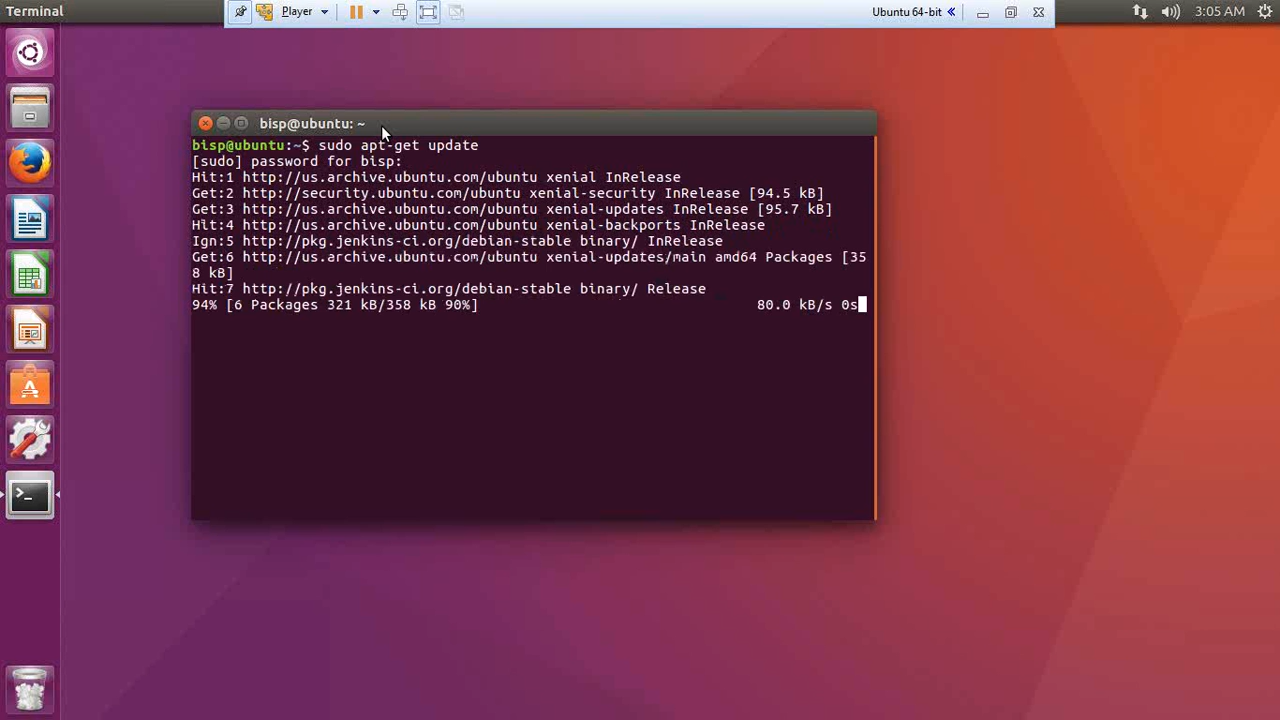 Terminal
Player
Ubuntu 64-bit
3:05 AM
bisp@ubuntu: ~
bisp@ubuntu:~$ sudo apt-get update
[sudo] password for bisp:
Hit:1 http://us.archive.ubuntu.com/ubuntu xenial InRelease
Get:2 http://security.ubuntu.com/ubuntu xenial-security InRelease [94.5 kB]
Get:3 http://us.archive.ubuntu.com/ubuntu xenial-updates InRelease [95.7 kB]
Hit:4 http://us.archive.ubuntu.com/ubuntu xenial-backports InRelease
Ign:5 http://pkg.jenkins-ci.org/debian-stable binary/ InRelease
Get:6 http://us.archive.ubuntu.com/ubuntu xenial-updates/main amd64 Packages [35
8 kB]
Hit:7 http://pkg.jenkins-ci.org/debian-stable binary/ Release
94% [6 Packages 321 kB/358 kB 90%] 80.0 kB/s 0s